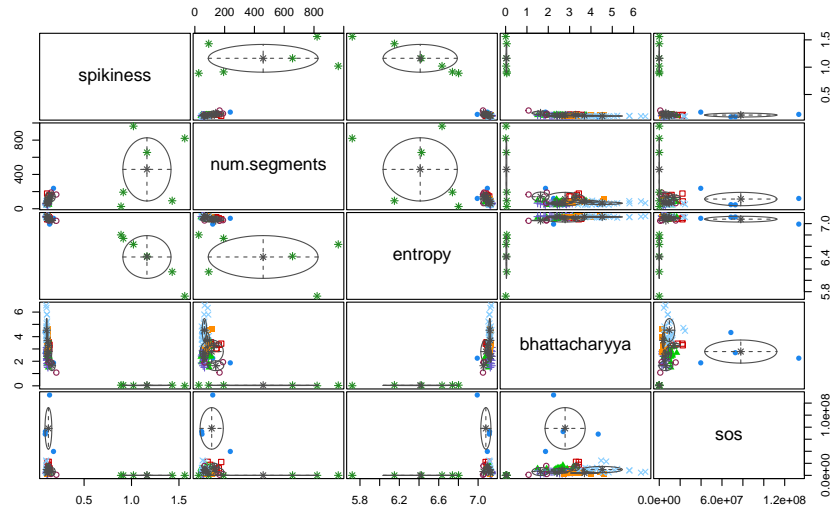 0 200 400 600 800
0 1 2 3 4 5 6
spikiness
0.5 1.0 1.5
0 400 800
num.segments
entropy
5.8 6.4 7.0
0 2 4 6
bhattacharyya
sos
0.0e+00 1.0e+08
0.5 1.0 1.5
5.8 6.2 6.6 7.0
0.0e+00 6.0e+07 1.2e+08